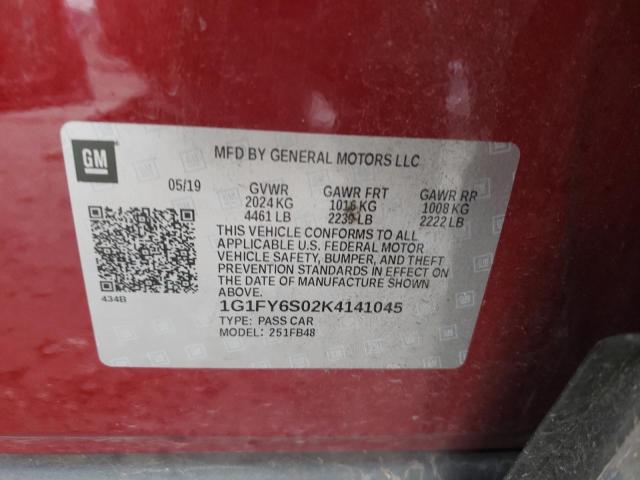 GM
MFD BY GENERAL MOTORS LLC
05/19 GVWR GAWR FRT GAWR RR
2024 KG 1016 KG 1008 KG
4461 LB 2239 LB 2222 LB
THIS VEHICLE CONFORMS TO ALL
APPLICABLE U.S. FEDERAL MOTOR
VEHICLE SAFETY, BUMPER, AND THEFT
PREVENTION STANDARDS IN EFFECT ON
THE DATE OF MANUFACTURE SHOWN
ABOVE.
434B
1G1FY6S02K4141045
TYPE: PASS CAR
MODEL: 251FB48